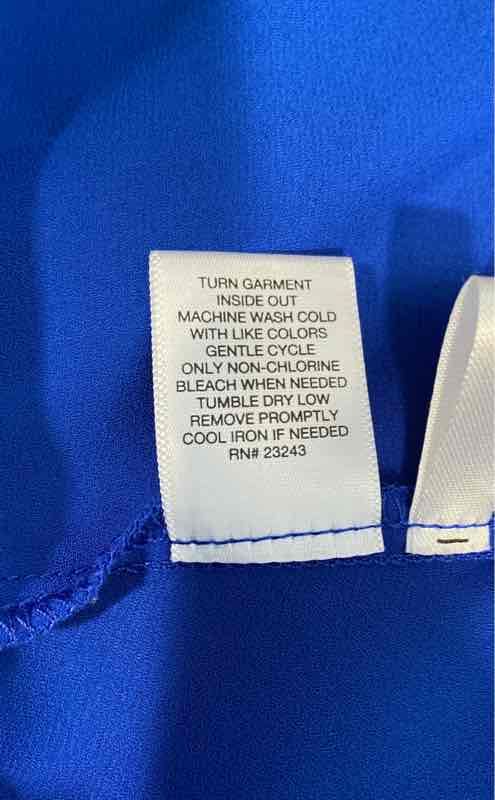 TURN GARMENT
INSIDE OUT
MACHINE WASH COLD
WITH LIKE COLORS
GENTLE CYCLE
ONLY NON-CHLORINE
BLEACH WHEN NEEDED
TUMBLE DRY LOW
REMOVE PROMPTLY
COOL IRON IF NEEDED
RN# 23243